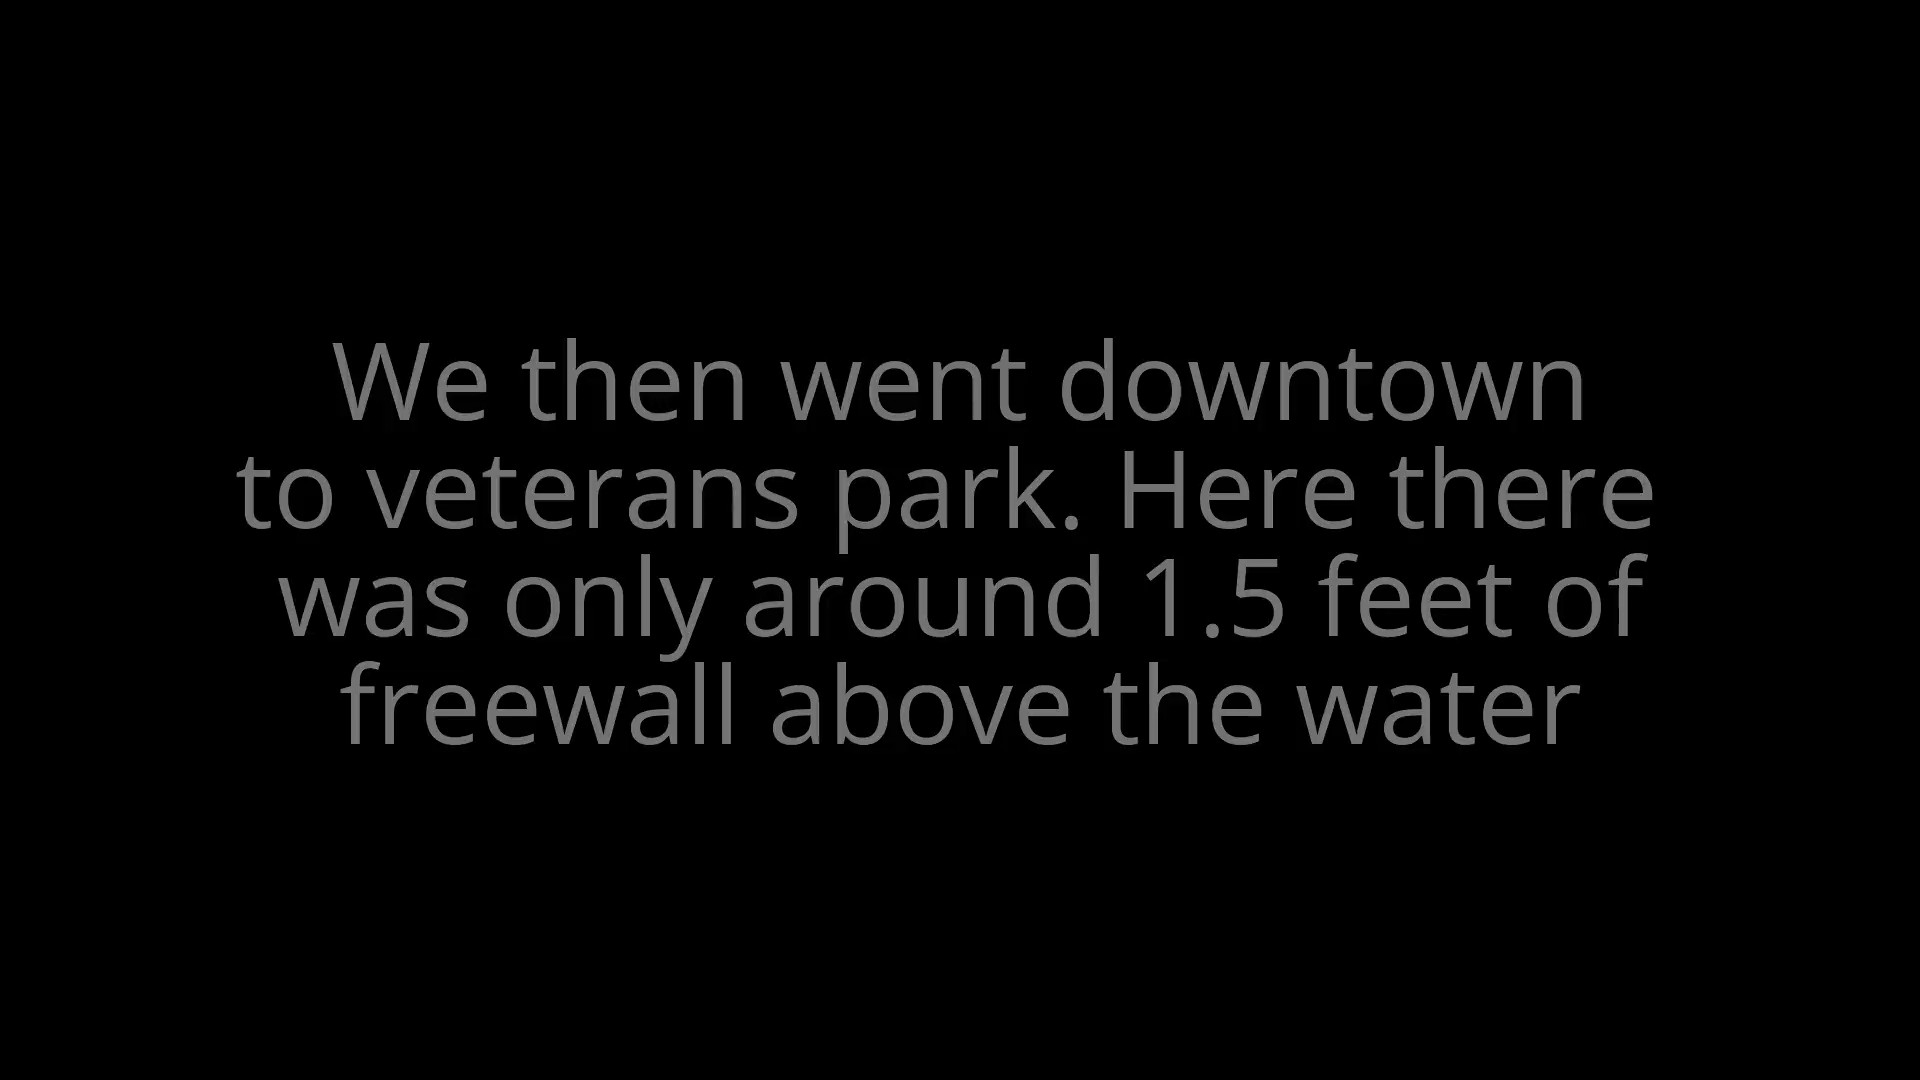 We then went downtown
to veterans park. Here there
was only around 1.5 feet of
freewall above the water